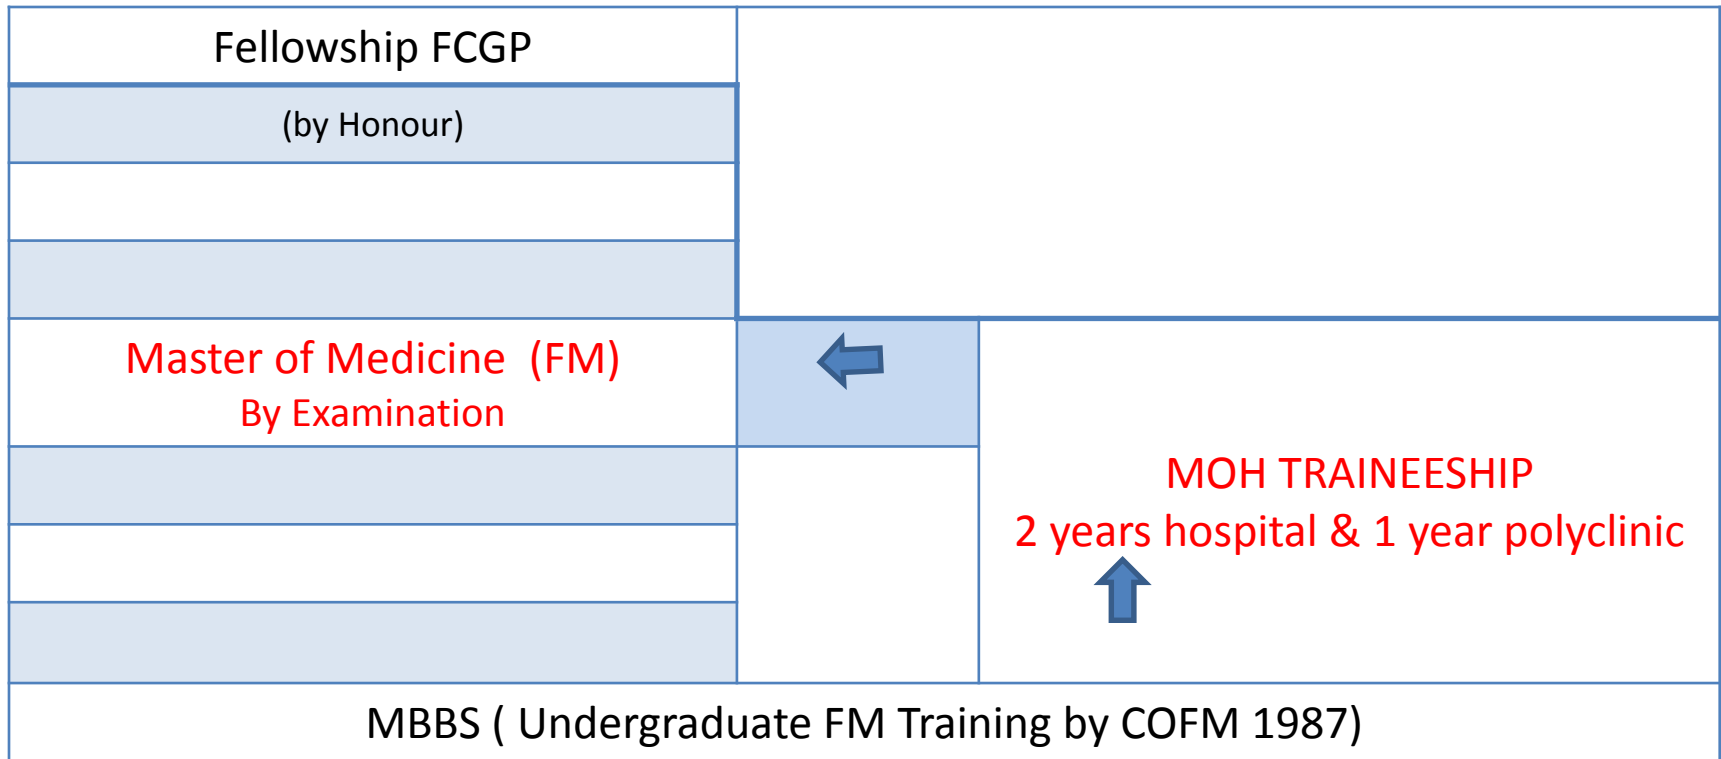 Fellowship FCGP
(by Honour)
Master of Medicine (FM)
By Examination
MOH TRAINEESHIP
2 years hospital & 1 year polyclinic
MBBS ( Undergraduate FM Training by COFM 1987)